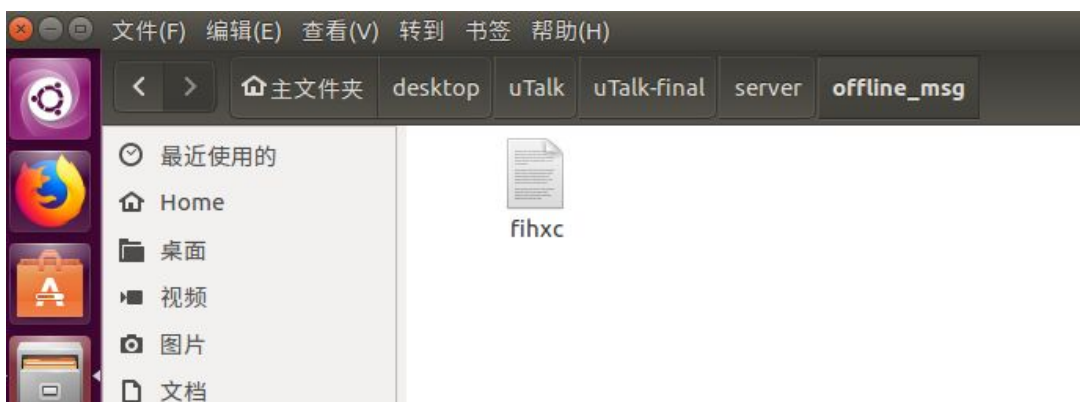 文件(F) 编辑(E) 查看(V) 转到 书签 帮助(H)
主文件夹 desktop uTalk uTalk-final server offline_msg
最近使用的
Home
桌面
视频
图片
文档
fihxc